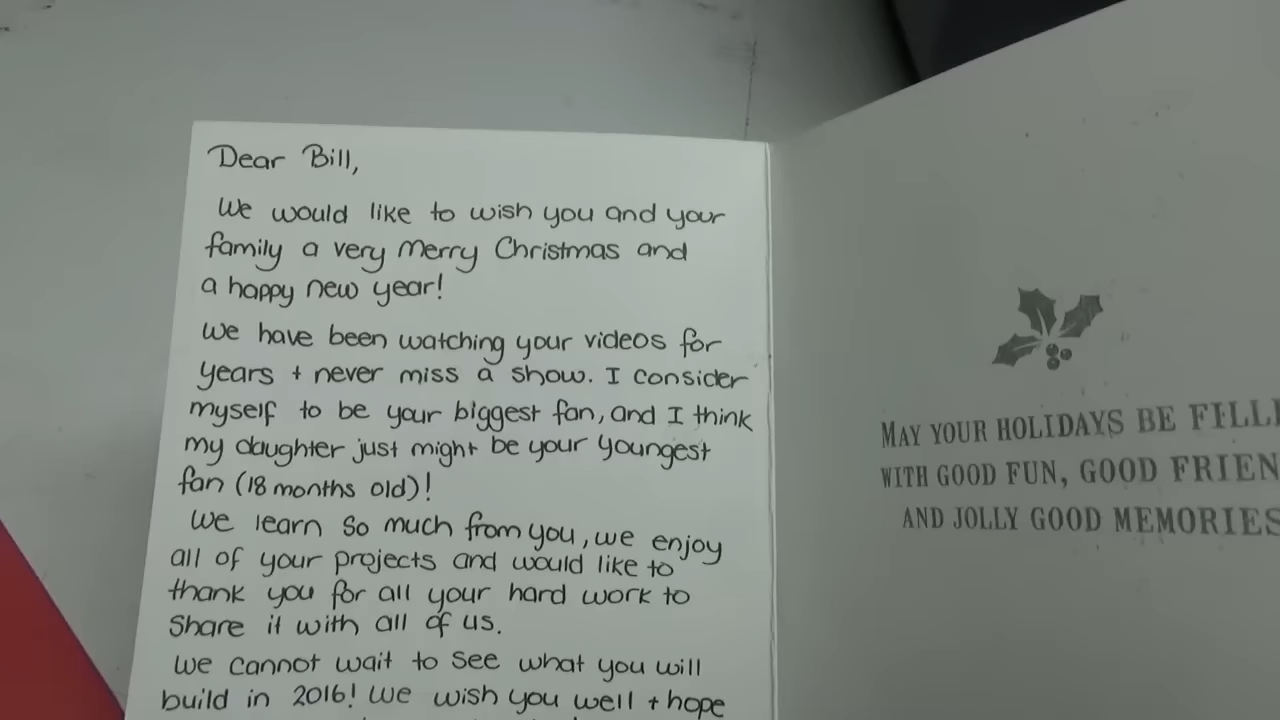 Dear Bill,
We would like to wish you and your
family a very Merry Christmas and
a happy new year!
We have been watching your videos for
years + never miss a show. I consider
myself to be your biggest fan, and I think
my daughter just might be your youngest
fan (18 months old)!
We learn so much from you, we enjoy
all of your projects and would like to
thank you for all your hard work to
share it with all of us.
We cannot wait to see what you will
build in 2016! We wish you well + hope
MAY YOUR HOLIDAYS BE
WITH GOOD FUN, GOOD
AND JOLLY GOOD MEMORIES